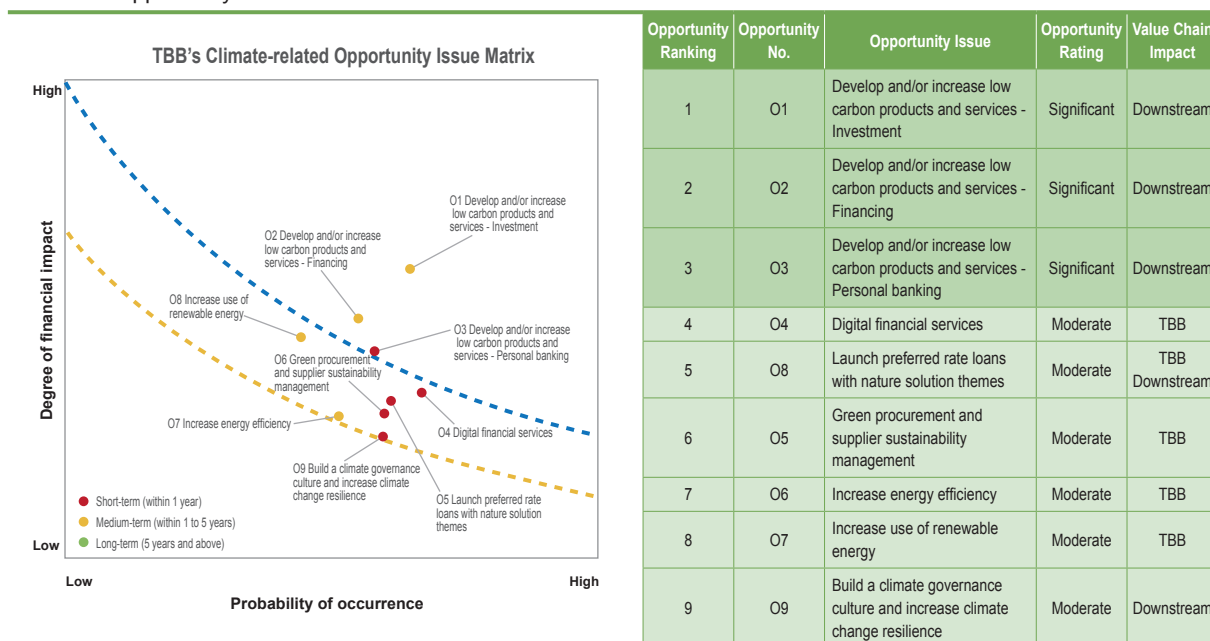 TBB's Climate-related Opportunity Issue Matrix
High
Degree of financial impact
Low
Low
High
Probability of occurrence
O1 Develop and/or increase
low carbon products and
services - Investment
O2 Develop and/or increase
low carbon products and
services - Financing
O8 Increase use of
renewable energy
O3 Develop and/or increase
low carbon products and
services - Personal banking
O6 Green procurement
and supplier sustainability
management
O7 Increase energy efficiency
O4 Digital financial services
O9 Build a climate governance
culture and increase climate
change resilience
O5 Launch preferred rate
loans with nature solution
themes
Short-term (within 1 year)
Medium-term (within 1 to 5 years)
Long-term (5 years and above)
Opportunity Opportunity Opportunity Issue Opportunity Value Chain
Ranking No. Rating Impact
Develop and/or increase low
1 O1 carbon products and services - Significant Downstream
Investment
Develop and/or increase low
2 O2 carbon products and services - Significant Downstream
Financing
Develop and/or increase low
3 O3 carbon products and services - Significant Downstream
Personal banking
4 O4 Digital financial services Moderate TBB
5 O8 Launch preferred rate loans Moderate TBB
with nature solution themes Downstream
Green procurement and
6 O5 supplier sustainability Moderate TBB
management
7 O6 Increase energy efficiency Moderate TBB
8 O7 Increase use of renewable Moderate TBB
energy
Build a climate governance
9 O9 culture and increase climate Moderate Downstream
change resilience